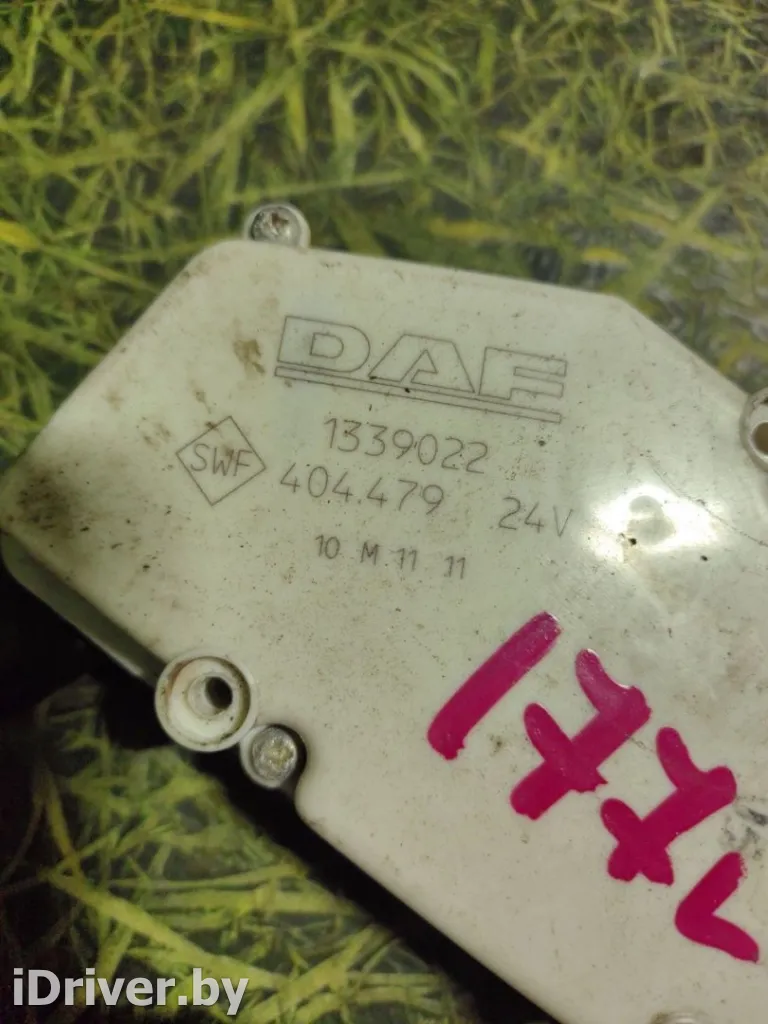 DAF
1339022
SWF 404.479 24V
10 M 11 11
iDriver.by